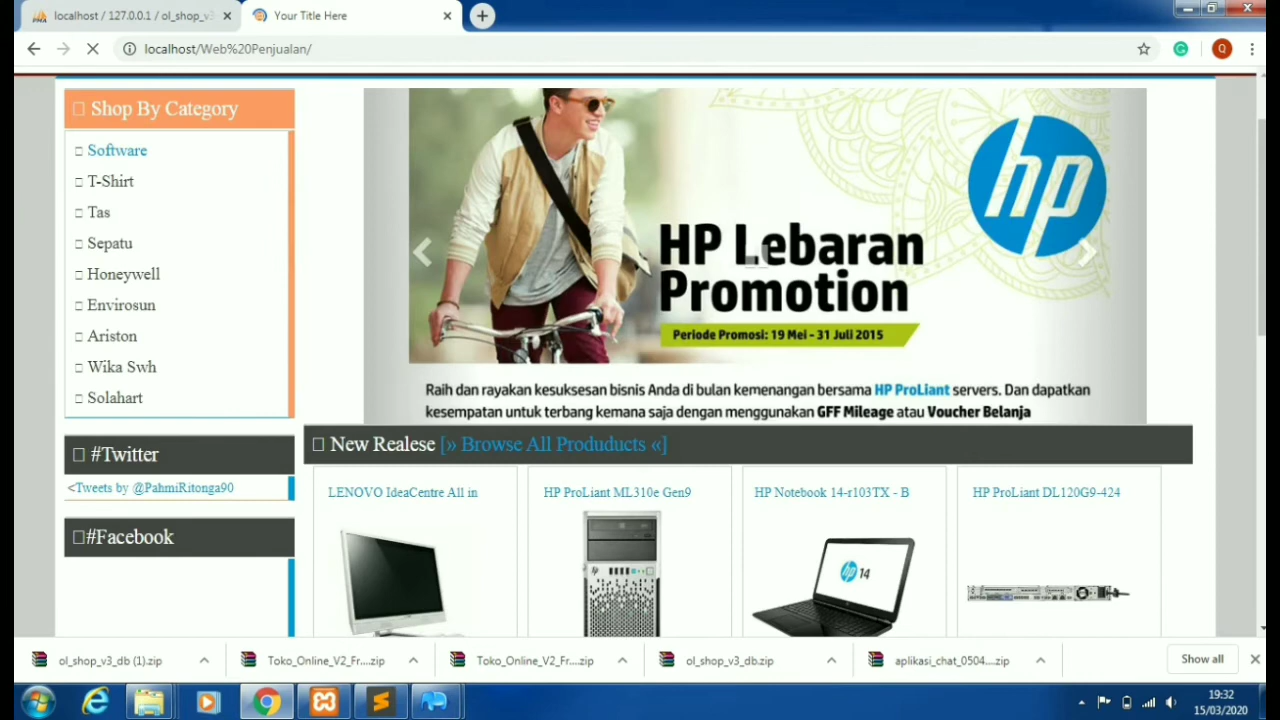 localhost / 127.0.0.1 / ol_shop_v3
Your Title Here
localhost/Web%20Penjualan/
Q
Shop By Category
Software
T-Shirt
Tas
Sepatu
Honeywell
Envirosun
Ariston
Wika Swh
Solahart
#Twitter
<Tweets by @PahmiRitonga90
#Facebook
hp
HP Lebaran
Promotion
Periode Promosi: 19 Mei - 31 Juli 2015
Raih dan rayakan kesuksesan bisnis Anda di bulan kemenangan bersama HP ProLiant servers. Dan dapatkan
kesempatan untuk terbang kemana saja dengan menggunakan GFF Mileage atau Voucher Belanja
New Realese [» Browse All Produducts «]
LENOVO IdeaCentre All in
HP ProLiant ML310e Gen9
HP Notebook 14-r103TX - B
HP ProLiant DL120G9-424
hp 14
ol_shop_v3_db (1).zip
Toko_Online_V2_Fr....zip
Toko_Online_V2_Fr....zip
ol_shop_v3_db.zip
aplikasi_chat_0504....zip
Show all
19:32
15/03/2020